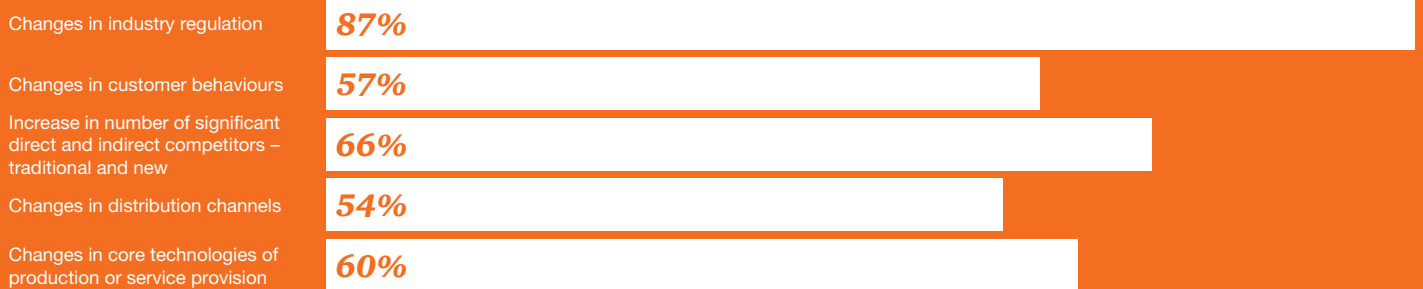 Changes in industry regulation
87%
Changes in customer behaviours
57%
Increase in number of significant
direct and indirect competitors –
traditional and new
66%
Changes in distribution channels
54%
Changes in core technologies of
production or service provision
60%